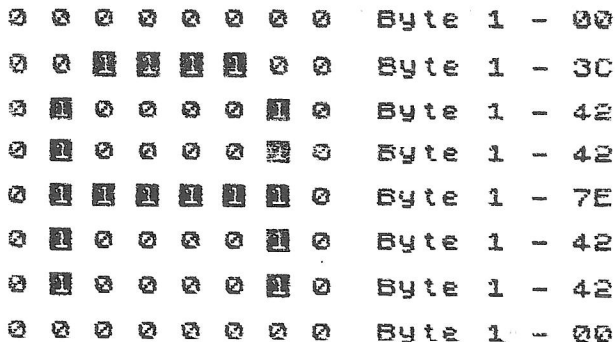 0 0 0 0 0 0 0 0 Byte 1 - 00
0 0 1 1 1 1 0 0 Byte 1 - 3C
0 1 0 0 0 0 1 0 Byte 1 - 42
0 1 0 0 0 0 1 0 Byte 1 - 42
0 1 1 1 1 1 1 0 Byte 1 - 7E
0 1 0 0 0 0 1 0 Byte 1 - 42
0 1 0 0 0 0 1 0 Byte 1 - 42
0 0 0 0 0 0 0 0 Byte 1 - 00